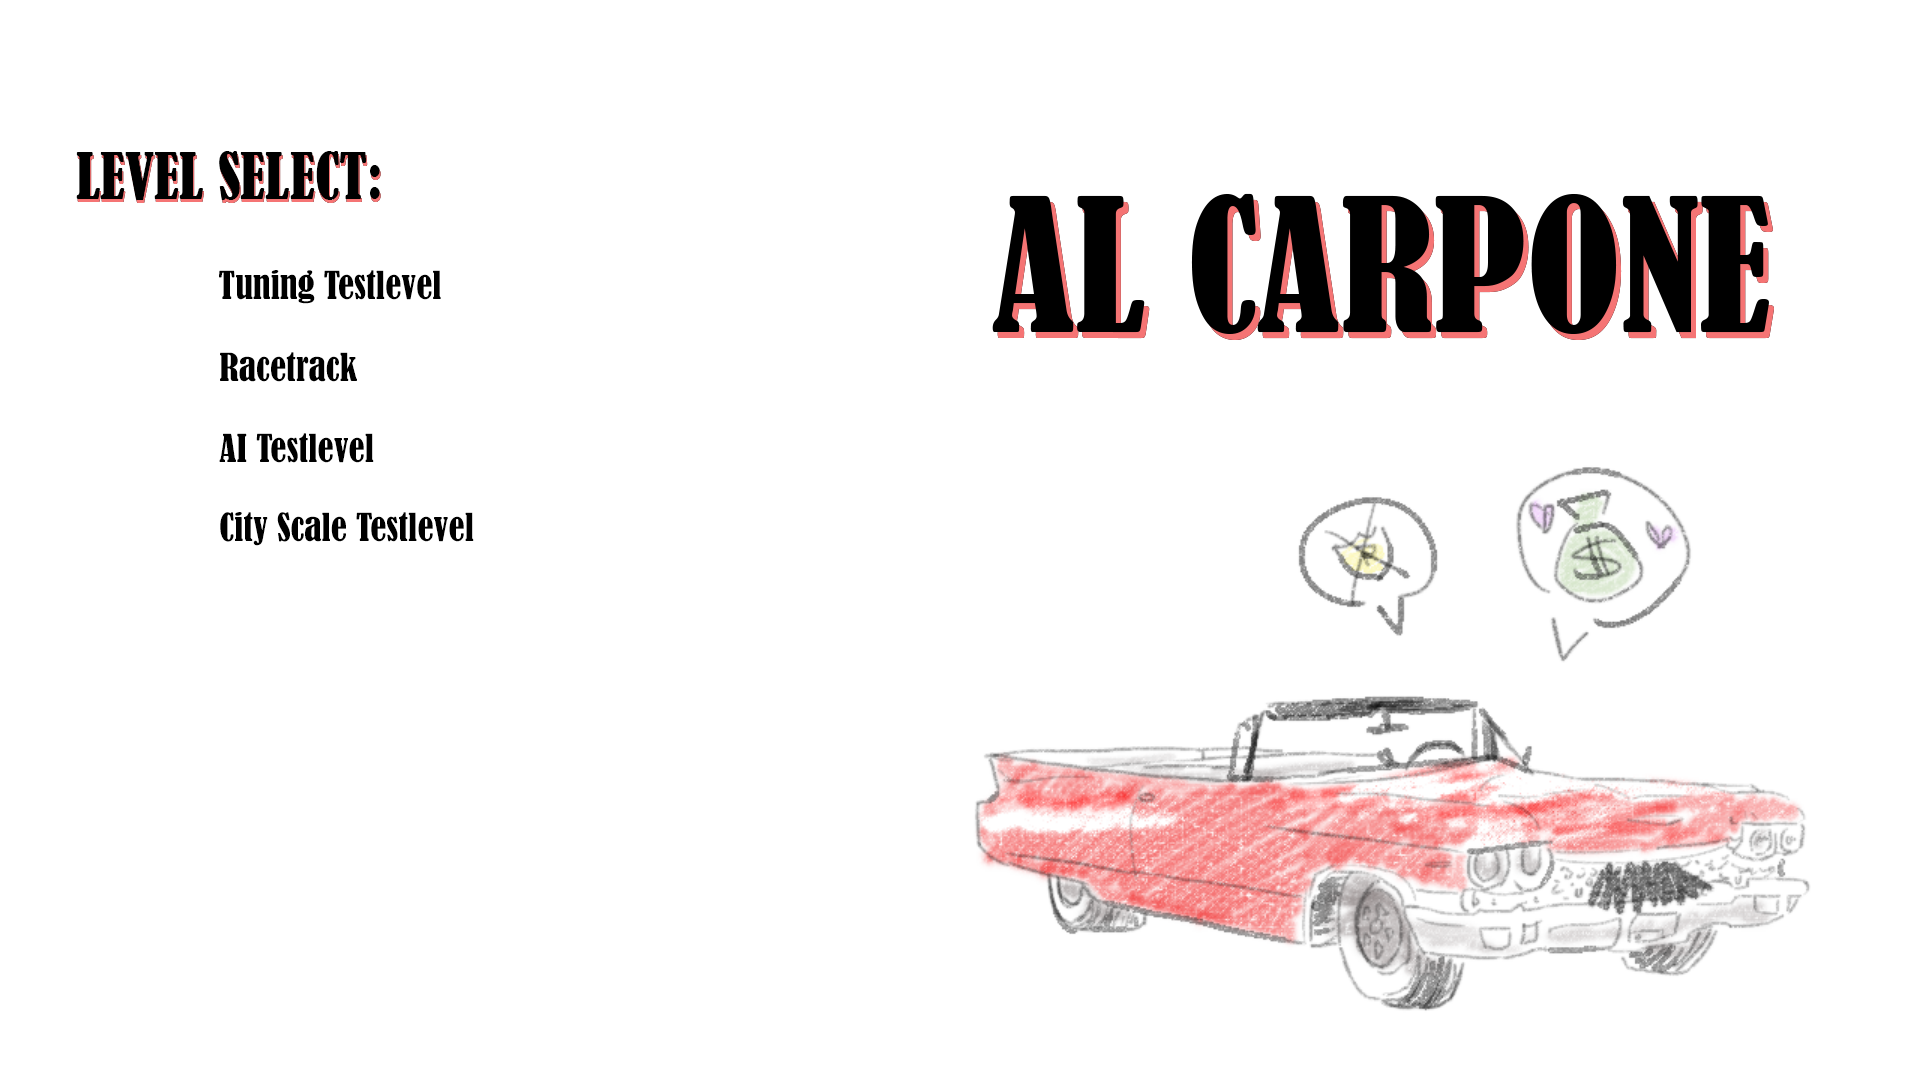 LEVEL SELECT:
Tuning Testlevel
Racetrack
AI Testlevel
City Scale Testlevel
AL CARPONE
$